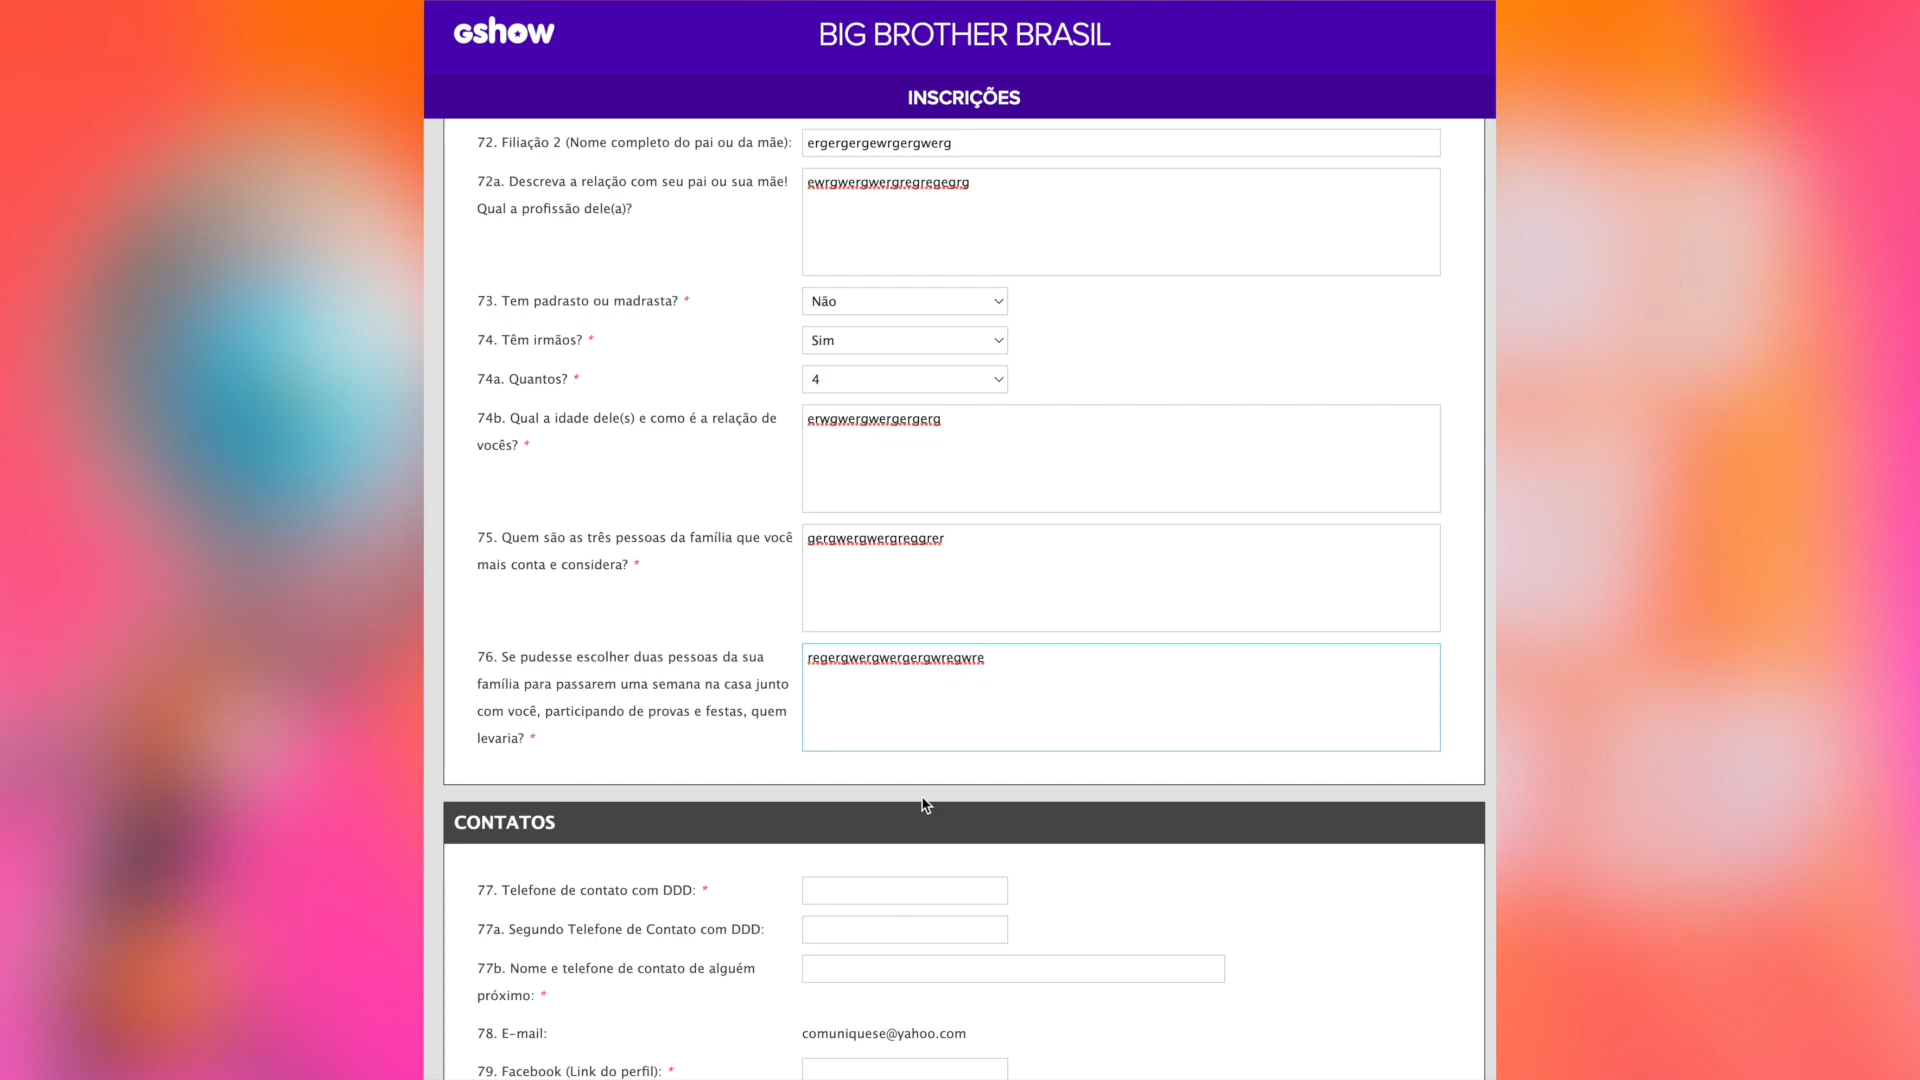 gshow
BIG BROTHER BRASIL
INSCRIÇÕES
72. Filiação 2 (Nome completo do pai ou da mãe):
ergergergewrgergwerg
72a. Descreva a relação com seu pai ou sua mãe!
Qual a profissão dele(a)?
ewrgwergwergregregegrg
73. Tem padrasto ou madrasta? *
Não
74. Têm irmãos? *
Sim
74a. Quantos? *
4
74b. Qual a idade dele(s) e como é a relação de
vocês? *
erwgwergwergergerg
75. Quem são as três pessoas da família que você
mais conta e considera? *
gergwergwergreggrer
76. Se pudesse escolher duas pessoas da sua
família para passarem uma semana na casa junto
com você, participando de provas e festas, quem
levaria? *
regergwergwergergwregwre
CONTATOS
77. Telefone de contato com DDD: *
77a. Segundo Telefone de Contato com DDD:
77b. Nome e telefone de contato de alguém
próximo: *
78. E-mail:
comuniquese@yahoo.com
79. Facebook (Link do perfil): *